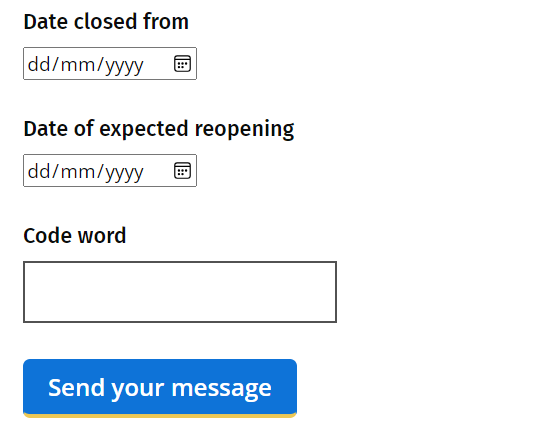 Date closed from
dd/mm/yyyy
Date of expected reopening
dd/mm/yyyy
Code word
Send your message